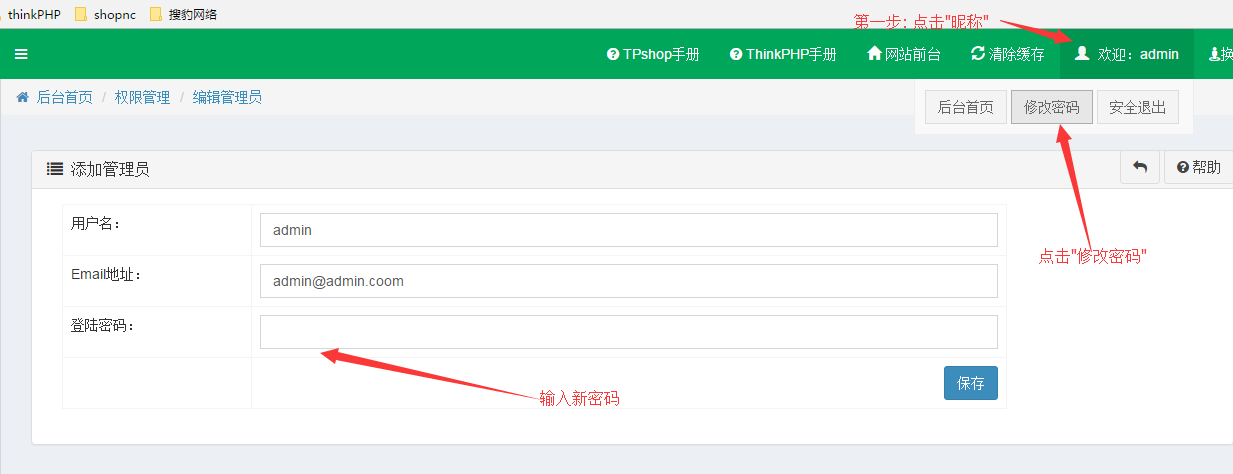 thinkPHP shopnc 搜豹网络
第一步: 点击"昵称"
TPshop手册 ThinkPHP手册 网站前台 清除缓存 欢迎：admin 换
后台首页 / 权限管理 / 编辑管理员
后台首页 修改密码 安全退出
添加管理员 帮助
用户名： admin
点击"修改密码"
Email地址： admin@admin.coom
登陆密码：
保存
输入新密码